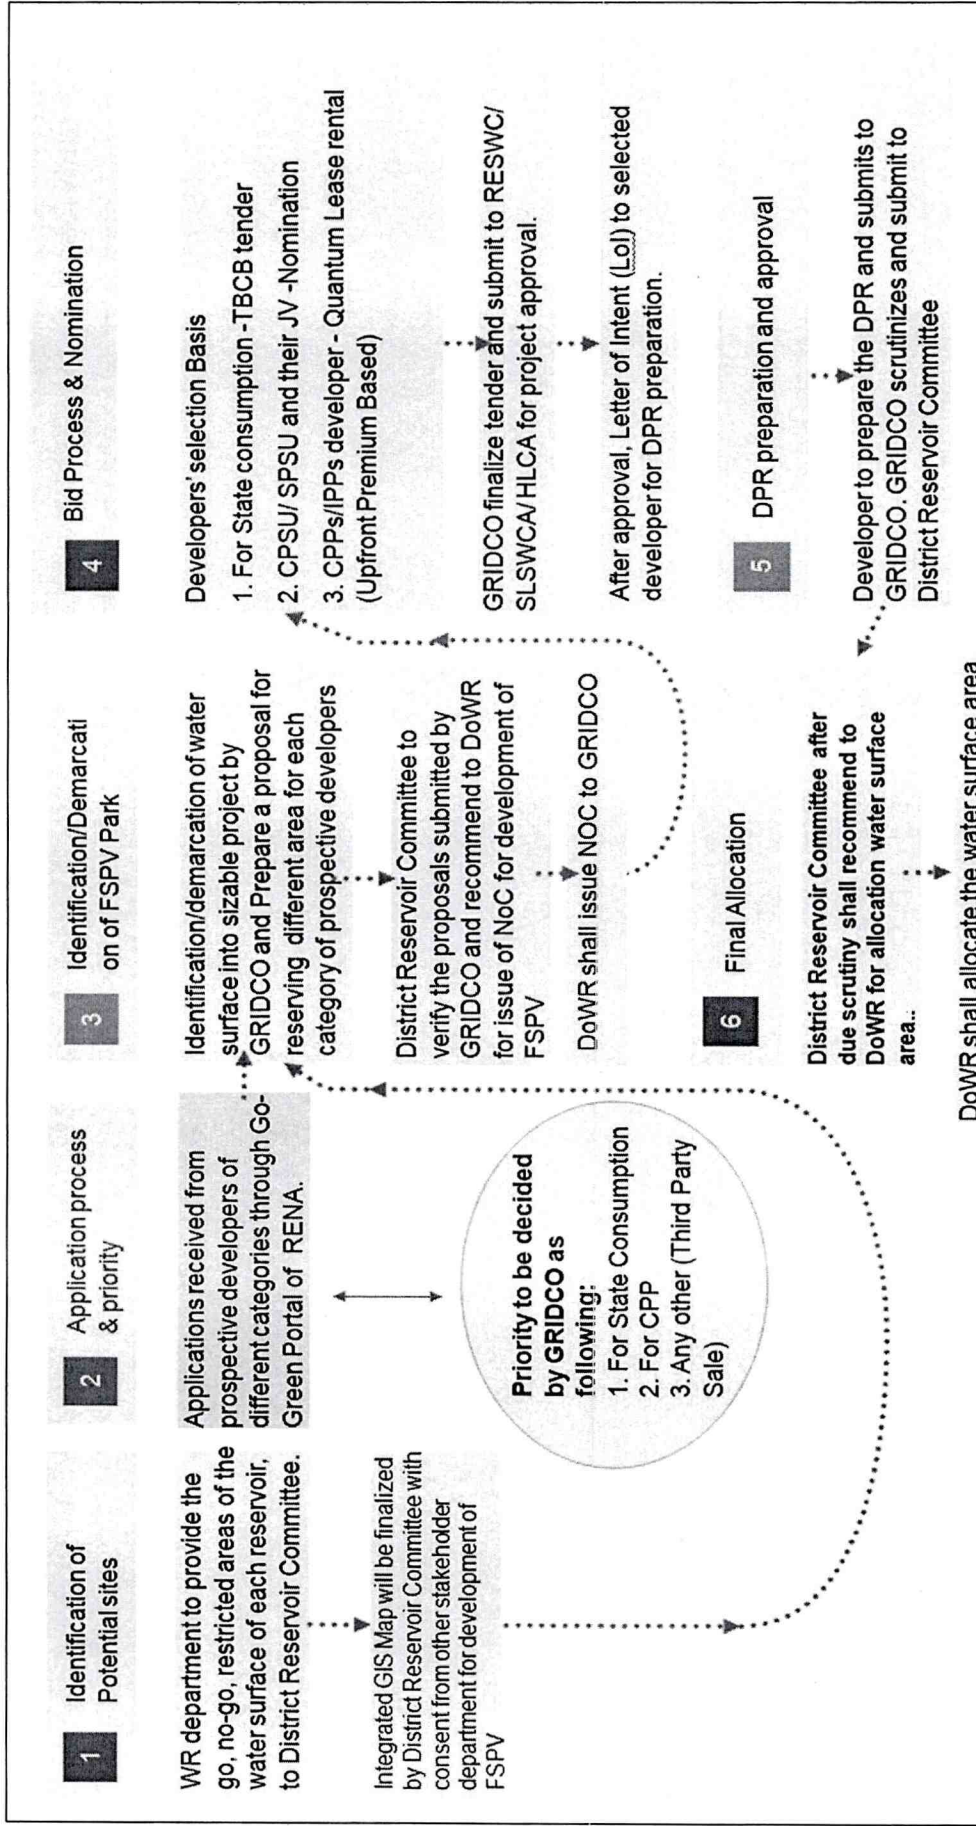 1
Identification of
Potential sites
WR department to provide the
go, no-go, restricted areas of the
water surface of each reservoir,
to District Reservoir Committee.
Integrated GIS Map will be finalized
by District Reservoir Committee with
consent from other stakeholder
department for development of
FSPV
2
Application process
& priority
Applications received from
prospective developers of
different categories through Go-
Green Portal of RENA.
Priority to be decided
by GRIDCO as
following:
1. For State Consumption
2. For CPP
3. Any other (Third Party
Sale)
3
Identification/Demarcati
on of FSPV Park
Identification/demarcation of water
surface into sizable project by
GRIDCO and Prepare a proposal for
reserving different area for each
category of prospective developers
District Reservoir Committee to
verify the proposals submitted by
GRIDCO and recommend to DoWR
for issue of NoC for development of
FSPV
DoWR shall issue NOC to GRIDCO
4
Bid Process & Nomination
Developers' selection Basis
1. For State consumption -TBCB tender
2. CPSU/ SPSU and their JV -Nomination
3. CPPs/IPPs developer - Quantum Lease rental
(Upfront Premium Based)
GRIDCO finalize tender and submit to RESWC/
SLSWCA/ HLCA for project approval.
After approval, Letter of Intent (LoI) to selected
developer for DPR preparation.
5
DPR preparation and approval
Developer to prepare the DPR and submits to
GRIDCO. GRIDCO scrutinizes and submit to
District Reservoir Committee
6
Final Allocation
District Reservoir Committee after
due scrutiny shall recommend to
DoWR for allocation water surface
area..
DoWR shall allocate the water surface area